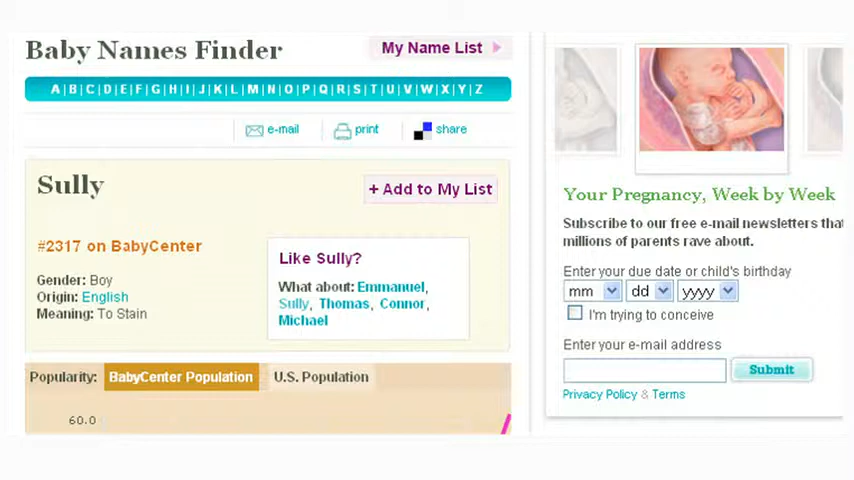 Baby Names Finder
My Name List
A|B|C|D|E|F|G|H|I|J|K|L|M|N|O|P|Q|R|S|T|U|V|W|X|Y|Z
e-mail
print
share
Sully
+ Add to My List
#2317 on BabyCenter
Gender: Boy
Origin: English
Meaning: To Stain
Like Sully?
What about: Emmanuel,
Sully, Thomas, Connor,
Michael
Popularity:
BabyCenter Population
U.S. Population
60.0
Your Pregnancy, Week by Week
Subscribe to our free e-mail newsletters that
millions of parents rave about.
Enter your due date or child's birthday
mm
dd
yyyy
I'm trying to conceive
Enter your e-mail address
Submit
Privacy Policy & Terms